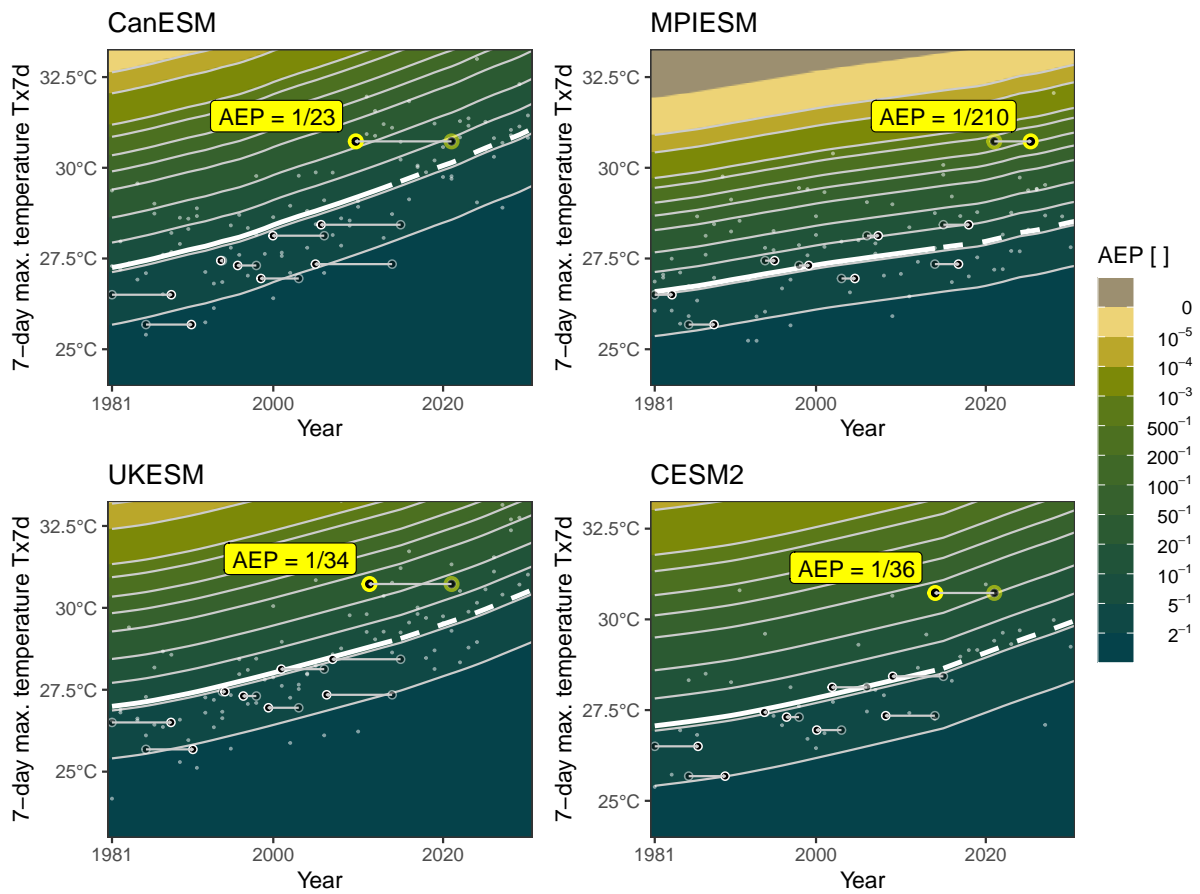 CanESM
MPIESM
7−day max. temperature Tx7d
32.5°C
30°C
27.5°C
25°C
AEP = 1/23
1981
2000
2020
Year
7−day max. temperature Tx7d
32.5°C
30°C
27.5°C
25°C
AEP = 1/210
1981
2000
2020
Year
UKESM
CESM2
7−day max. temperature Tx7d
32.5°C
30°C
27.5°C
25°C
AEP = 1/34
1981
2000
2020
Year
7−day max. temperature Tx7d
32.5°C
30°C
27.5°C
25°C
AEP = 1/36
1981
2000
2020
Year
AEP [ ]
0
10⁻⁵
10⁻⁴
10⁻³
500⁻¹
200⁻¹
100⁻¹
50⁻¹
20⁻¹
10⁻¹
5⁻¹
2⁻¹